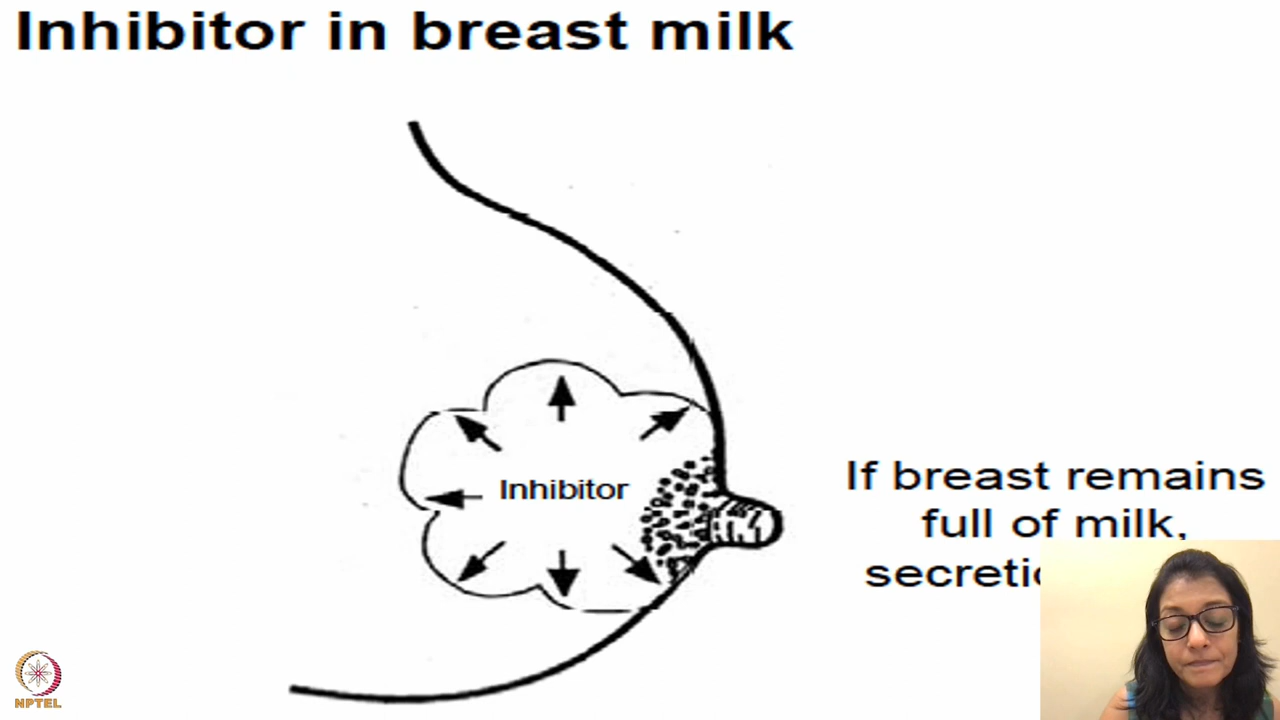 Inhibitor in breast milk
Inhibitor
If breast remains
full of milk,
NPTEL